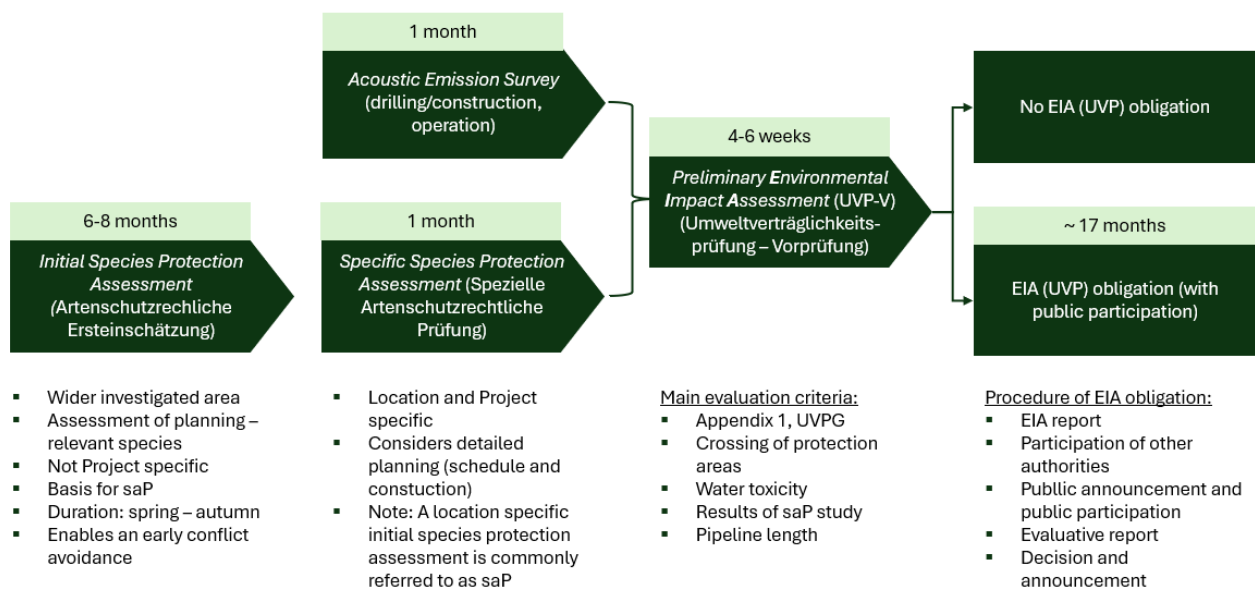 1 month
Acoustic Emission Survey
(drilling/construction,
operation)
6-8 months
Initial Species Protection
Assessment
(Artenschutzrechliche
Ersteinschätzung)
1 month
Specific Species Protection
Assessment (Spezielle
Artenschutzrechtliche
Prüfung)
4-6 weeks
Preliminary Environmental
Impact Assessment (UVP-V)
(Umweltverträglichkeits-
prüfung – Vorprüfung)
No EIA (UVP) obligation
~ 17 months
EIA (UVP) obligation (with
public participation)
▪ Wider investigated area
▪ Assessment of planning –
relevant species
▪ Not Project specific
▪ Basis for saP
▪ Duration: spring – autumn
▪ Enables an early conflict
avoidance
▪ Location and Project
specific
▪ Considers detailed
planning (schedule and
constuction)
▪ Note: A location specific
initial species protection
assessment is commonly
referred to as saP
Main evaluation criteria:
▪ Appendix 1, UVPG
▪ Crossing of protection
areas
▪ Water toxicity
▪ Results of saP study
▪ Pipeline length
Procedure of EIA obligation:
▪ EIA report
▪ Participation of other
authorities
▪ Publlic announcement and
public participation
▪ Evaluative report
▪ Decision and
announcement